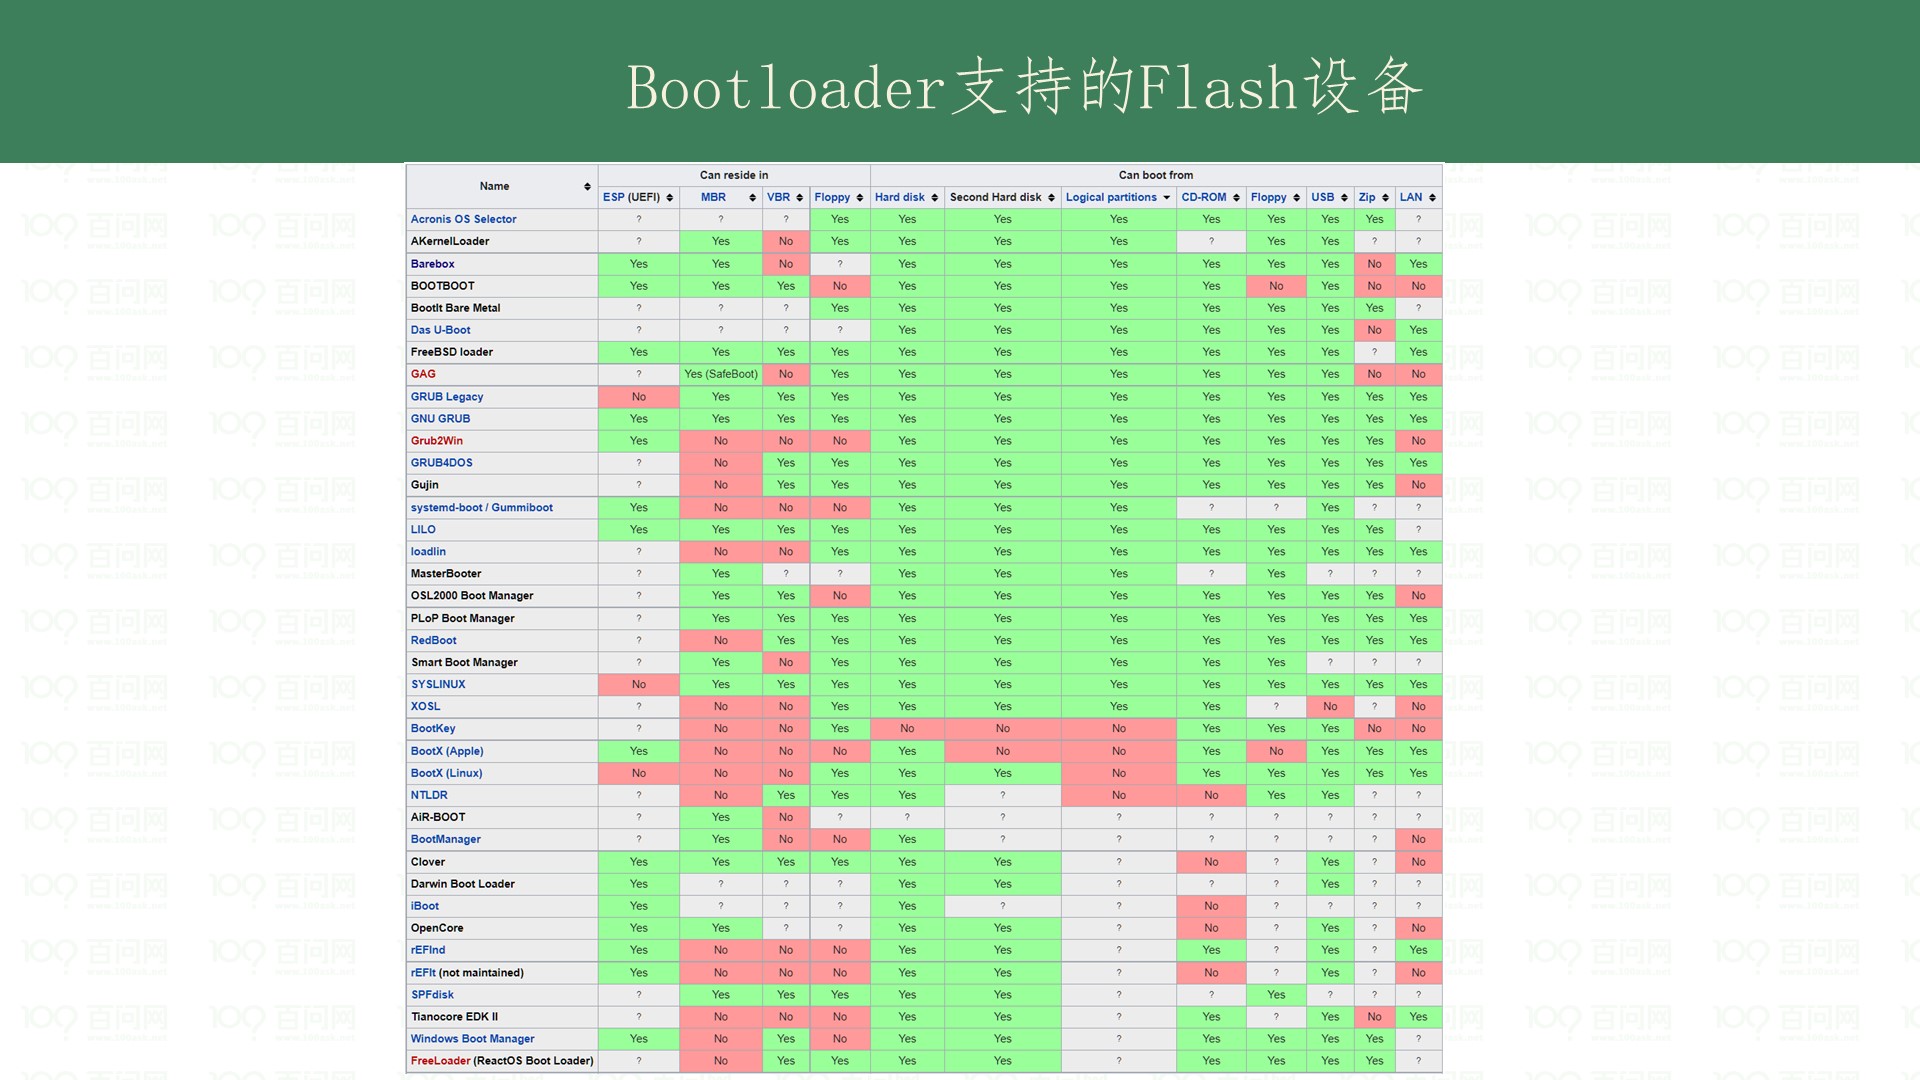 Bootloader支持的Flash设备
Name Can reside in Can boot from
ESP (UEFI) MBR VBR Floppy Hard disk Second Hard disk Logical partitions CD-ROM Floppy USB Zip LAN
Acronis OS Selector ? ? ? Yes Yes Yes Yes Yes Yes Yes Yes ?
AKernelLoader ? Yes No Yes Yes Yes Yes ? Yes Yes ? ?
Barebox Yes Yes No ? Yes Yes Yes Yes Yes Yes No Yes
BOOTBOOT Yes Yes Yes No Yes Yes Yes Yes No Yes No No
BootIt Bare Metal ? ? ? Yes Yes Yes Yes Yes Yes Yes Yes ?
Das U-Boot ? ? ? ? Yes Yes Yes Yes Yes Yes No Yes
FreeBSD loader Yes Yes Yes Yes Yes Yes Yes Yes Yes Yes ? Yes
GAG ? Yes (SafeBoot) No Yes Yes Yes Yes Yes Yes Yes No No
GRUB Legacy No Yes Yes Yes Yes Yes Yes Yes Yes Yes Yes Yes
GNU GRUB Yes Yes Yes Yes Yes Yes Yes Yes Yes Yes Yes Yes
Grub2Win Yes No No No Yes Yes Yes Yes Yes Yes Yes No
GRUB4DOS ? No Yes Yes Yes Yes Yes Yes Yes Yes Yes Yes
Gujin ? No Yes Yes Yes Yes Yes Yes Yes Yes Yes No
systemd-boot / Gummiboot Yes No No No Yes Yes Yes ? ? Yes ? ?
LILO Yes Yes Yes Yes Yes Yes Yes Yes Yes Yes Yes ?
loadlin ? No No Yes Yes Yes Yes Yes Yes Yes Yes Yes
MasterBooter ? Yes ? ? Yes Yes Yes ? Yes ? ? ?
OSL2000 Boot Manager ? Yes Yes No Yes Yes Yes Yes Yes Yes Yes No
PLoP Boot Manager ? Yes Yes Yes Yes Yes Yes Yes Yes Yes Yes Yes
RedBoot ? No Yes Yes Yes Yes Yes Yes Yes Yes Yes Yes
Smart Boot Manager ? Yes No Yes Yes Yes Yes Yes Yes ? ? ?
SYSLINUX No Yes Yes Yes Yes Yes Yes Yes Yes Yes Yes Yes
XOSL ? No No Yes Yes Yes Yes Yes ? No ? No
BootKey ? No No Yes No No No Yes Yes Yes No No
BootX (Apple) Yes No No No Yes No No Yes No Yes Yes Yes
BootX (Linux) No No No Yes Yes Yes No Yes Yes Yes Yes Yes
NTLDR ? No Yes Yes Yes ? No No Yes Yes ? ?
AiR-BOOT ? Yes No ? ? ? ? ? ? ? ? ?
BootManager ? Yes No No Yes ? ? ? ? ? ? No
Clover Yes Yes Yes Yes Yes Yes ? No ? Yes ? No
Darwin Boot Loader Yes ? ? ? Yes Yes ? ? ? Yes ? ?
iBoot Yes ? ? ? Yes ? ? No ? ? ? ?
OpenCore Yes Yes ? ? Yes Yes ? No ? Yes ? No
rEFInd Yes No No No Yes Yes ? Yes ? Yes ? Yes
rEFIt (not maintained) Yes No No No Yes Yes ? No ? Yes ? No
SPFdisk ? Yes Yes Yes Yes Yes ? ? Yes ? ? ?
Tianocore EDK II ? No No No Yes Yes ? Yes ? Yes No Yes
Windows Boot Manager Yes No Yes No Yes Yes ? Yes Yes Yes Yes ?
FreeLoader (ReactOS Boot Loader) ? No Yes Yes Yes Yes ? Yes Yes Yes Yes ?